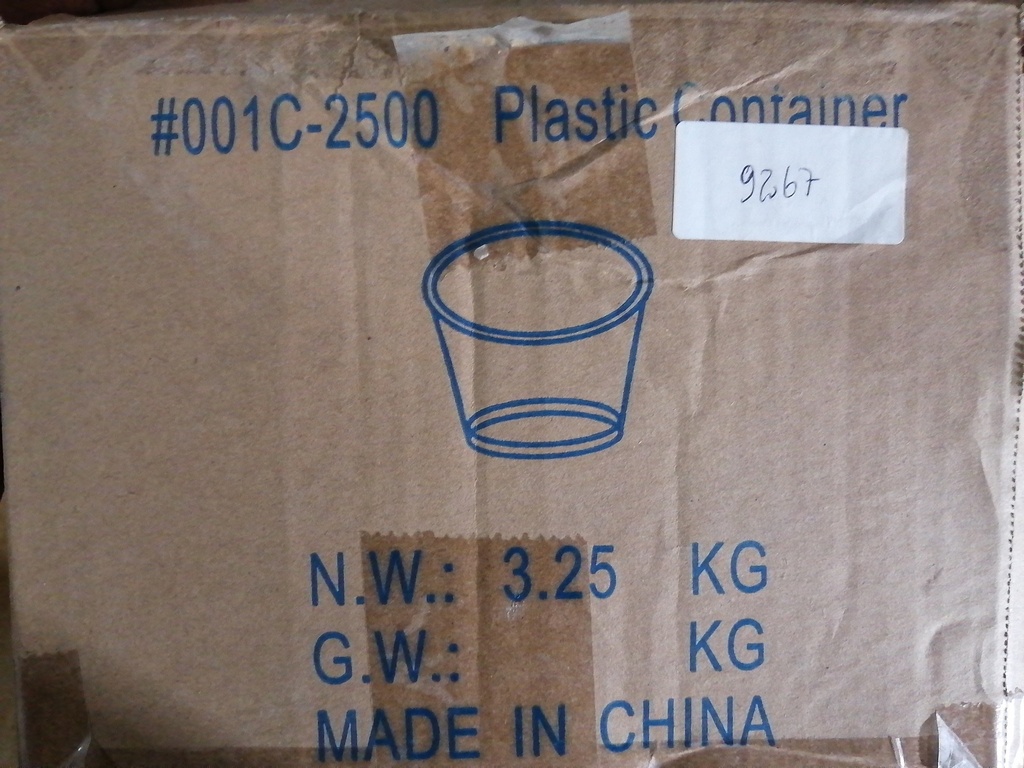 #001C-2500 Plastic Container
9267
N.W.: 3.25 KG
G.W.: KG
MADE IN CHINA